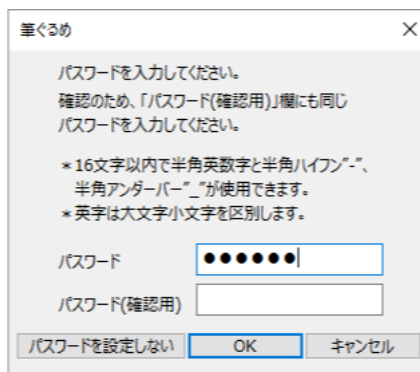 筆ぐるめ
パスワードを入力してください。
確認のため、「パスワード(確認用)」欄にも同じ
パスワードを入力してください。
＊16文字以内で半角英数字と半角ハイフン"-"、
半角アンダーバー"_"が使用できます。
＊英字は大文字小文字を区別します。
パスワード ●●●●●●
パスワード(確認用)
パスワードを設定しない OK キャンセル